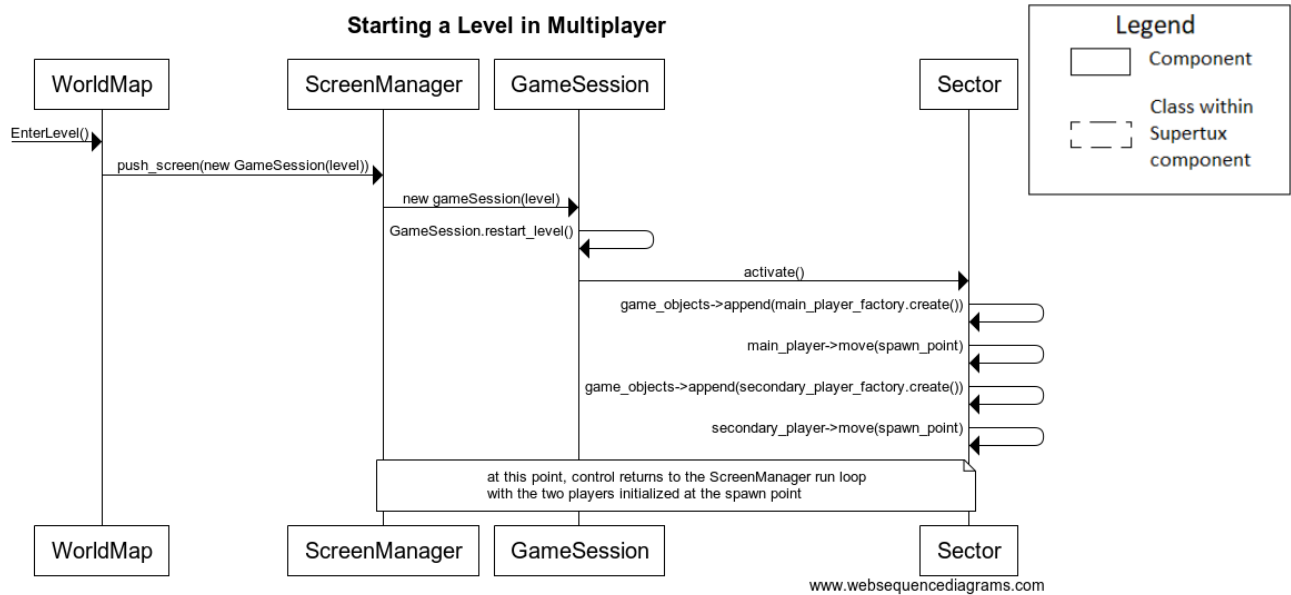 Starting a Level in Multiplayer
Legend
Component
Class within
Supertux
component
WorldMap
ScreenManager
GameSession
Sector
EnterLevel()
push_screen(new GameSession(level))
new gameSession(level)
GameSession.restart_level()
activate()
game_objects->append(main_player_factory.create())
main_player->move(spawn_point)
game_objects->append(secondary_player_factory.create())
secondary_player->move(spawn_point)
at this point, control returns to the ScreenManager run loop
with the two players initialized at the spawn point
WorldMap
ScreenManager
GameSession
Sector
www.websequencediagrams.com